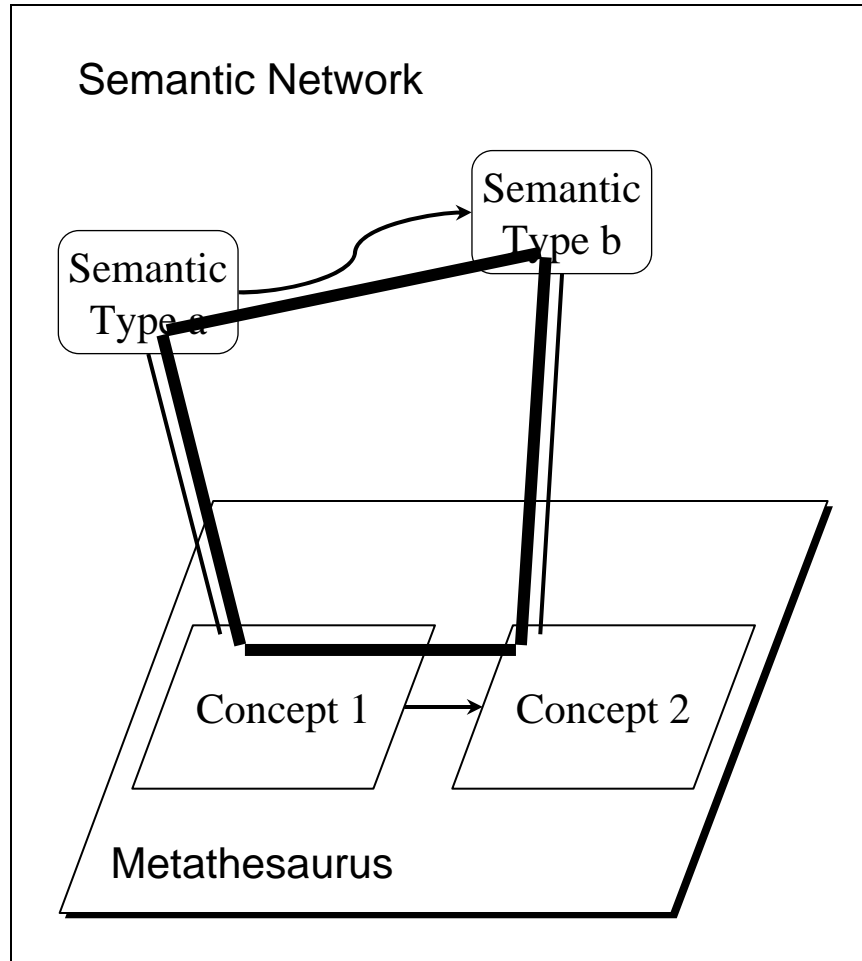 Semantic Network
Semantic
Type b
Semantic
Type a
Concept 1
Concept 2
Metathesaurus